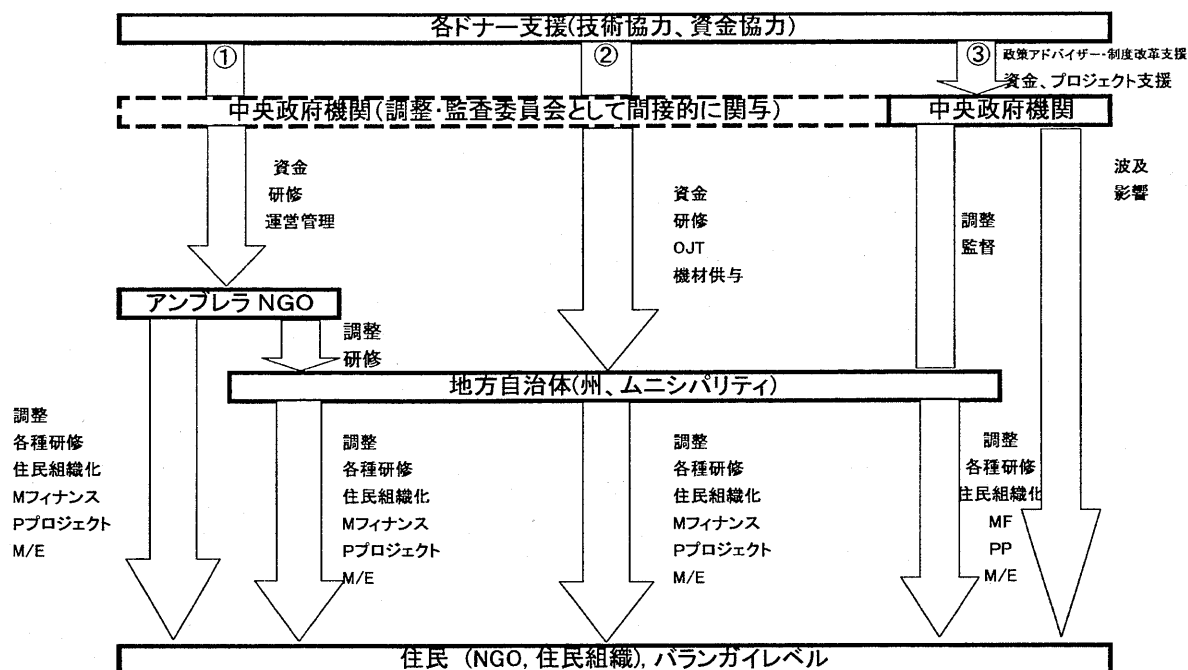 各ドナー支援(技術協力、資金協力)
①
②
③
政策アドバイザー・制度改革支援
資金、プロジェクト支援
中央政府機関(調整・監査委員会として間接的に関与)
中央政府機関
資金
研修
運営管理
資金
研修
OJT
機材供与
調整
監督
波及
影響
アンブレラ NGO
調整
研修
地方自治体(州、ムニシパリティ)
調整
各種研修
住民組織化
Mフィナンス
Pプロジェクト
M/E
調整
各種研修
住民組織化
Mフィナンス
Pプロジェクト
M/E
調整
各種研修
住民組織化
Mフィナンス
Pプロジェクト
M/E
調整
各種研修
住民組織化
MF
PP
M/E
住民 (NGO, 住民組織), バランガイレベル